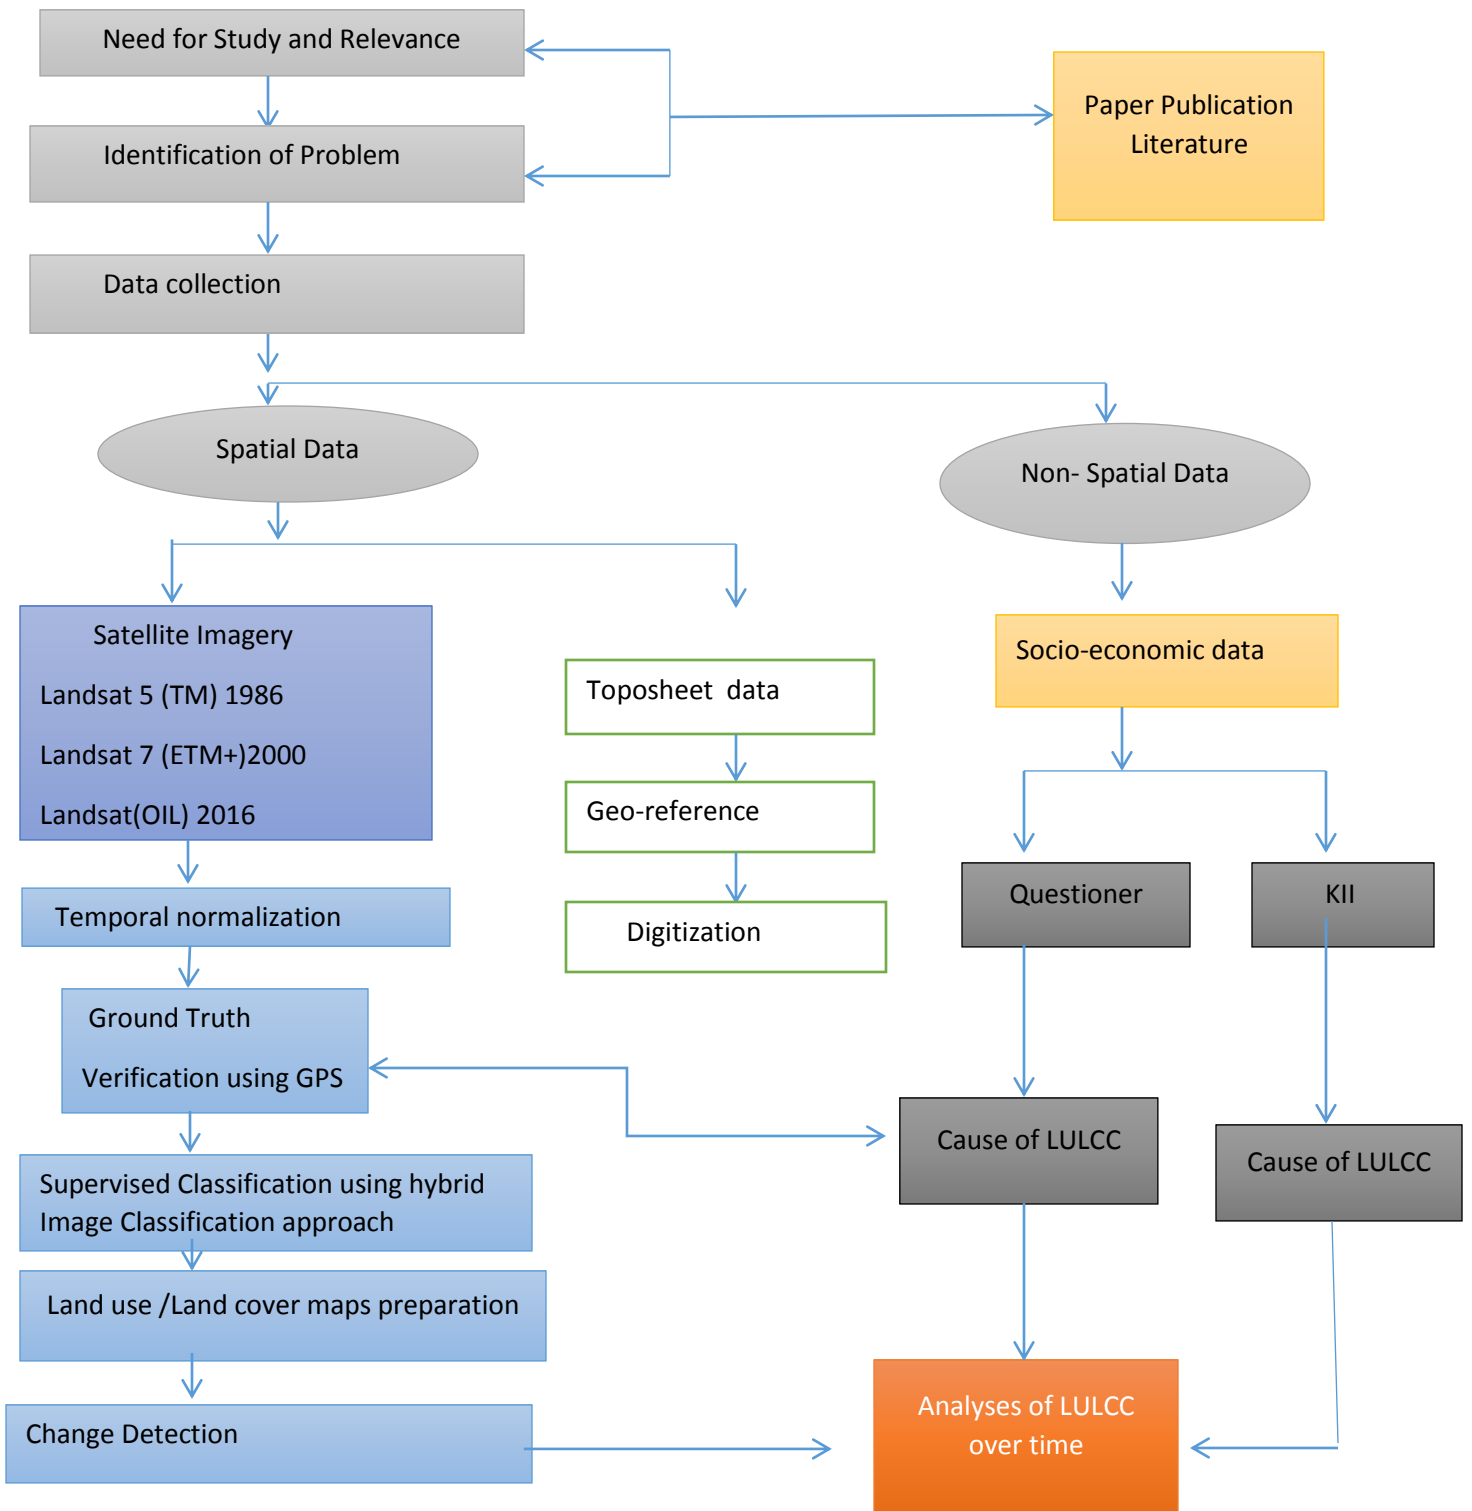 Need for Study and Relevance
Paper Publication
Literature
Identification of Problem
Data collection
Spatial Data
Non- Spatial Data
Satellite Imagery
Landsat 5 (TM) 1986
Landsat 7 (ETM+)2000
Landsat(OIL) 2016
Toposheet  data
Geo-reference
Digitization
Socio-economic data
Questioner
KII
Temporal normalization
Ground Truth
Verification using GPS
Cause of LULCC
Cause of LULCC
Supervised Classification using hybrid
Image Classification approach
Land use /Land cover maps preparation
Change Detection
Analyses of LULCC
over time